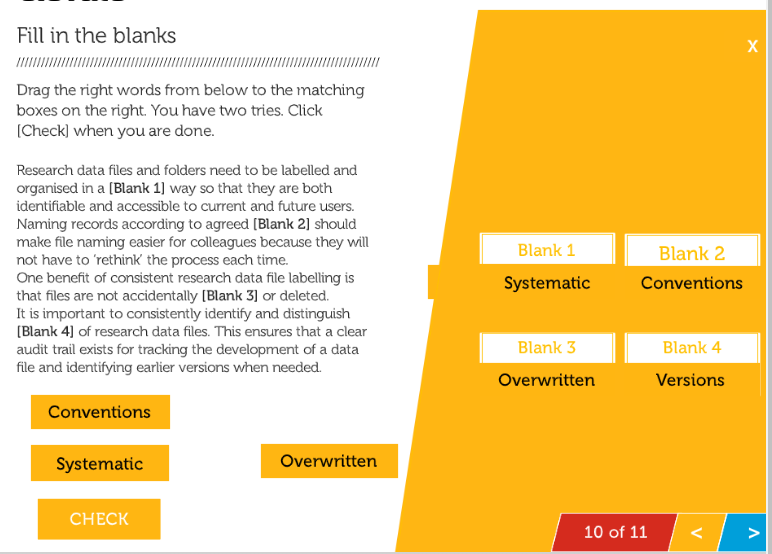 Fill in the blanks
X
Drag the right words from below to the matching
boxes on the right. You have two tries. Click
[Check] when you are done.
Research data files and folders need to be labelled and
organised in a [Blank 1] way so that they are both
identifiable and accessible to current and future users.
Naming records according to agreed [Blank 2] should
make file naming easier for colleagues because they will
not have to 'rethink' the process each time.
One benefit of consistent research data file labelling is
that files are not accidentally [Blank 3] or deleted.
It is important to consistently identify and distinguish
[Blank 4] of research data files. This ensures that a clear
audit trail exists for tracking the development of a data
file and identifying earlier versions when needed.
Conventions
Systematic
Overwritten
CHECK
Blank 1
Blank 2
Systematic
Conventions
Blank 3
Blank 4
Overwritten
Versions
10 of 11
<
>